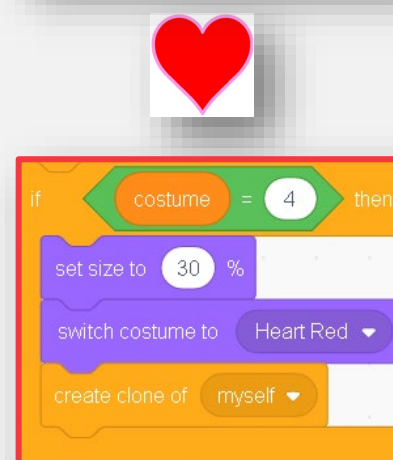 if costume = 4 then
set size to 30 %
switch costume to Heart Red
create clone of myself